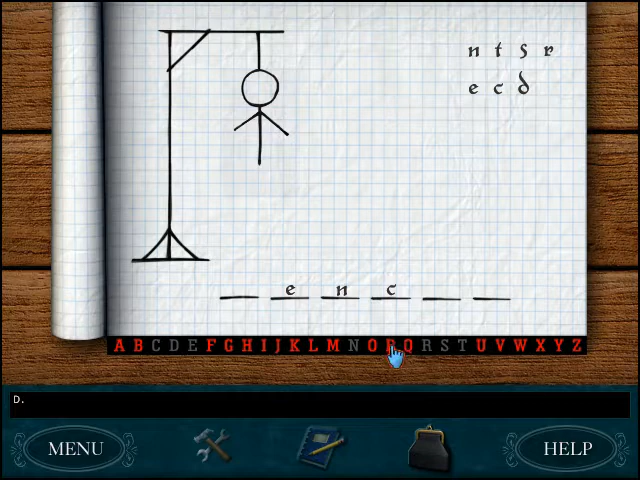 n t s r
e c d
e n c
A B C D E F G H I J K L M N O P Q R S T U V W X Y Z
D.
MENU
HELP